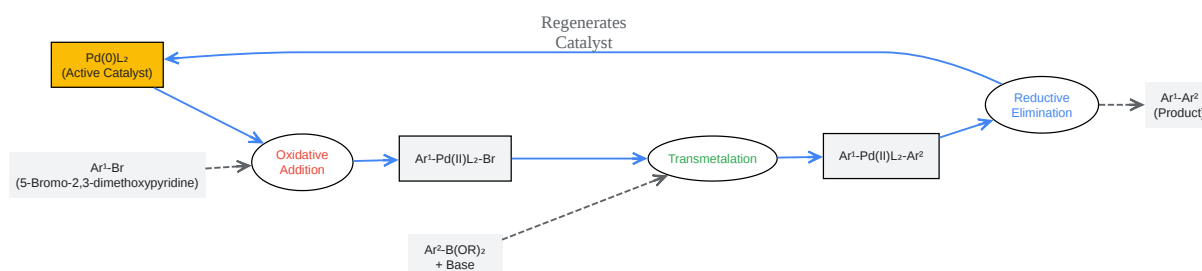 Regenerates
Catalyst
Pd(0)L₂
(Active Catalyst)
Ar¹-Br
(5-Bromo-2,3-dimethoxypyridine)
Oxidative
Addition
Ar¹-Pd(II)L₂-Br
Ar²-B(OR)₂
+ Base
Transmetalation
Ar¹-Pd(II)L₂-Ar²
Reductive
Elimination
Ar¹-Ar²
(Product)